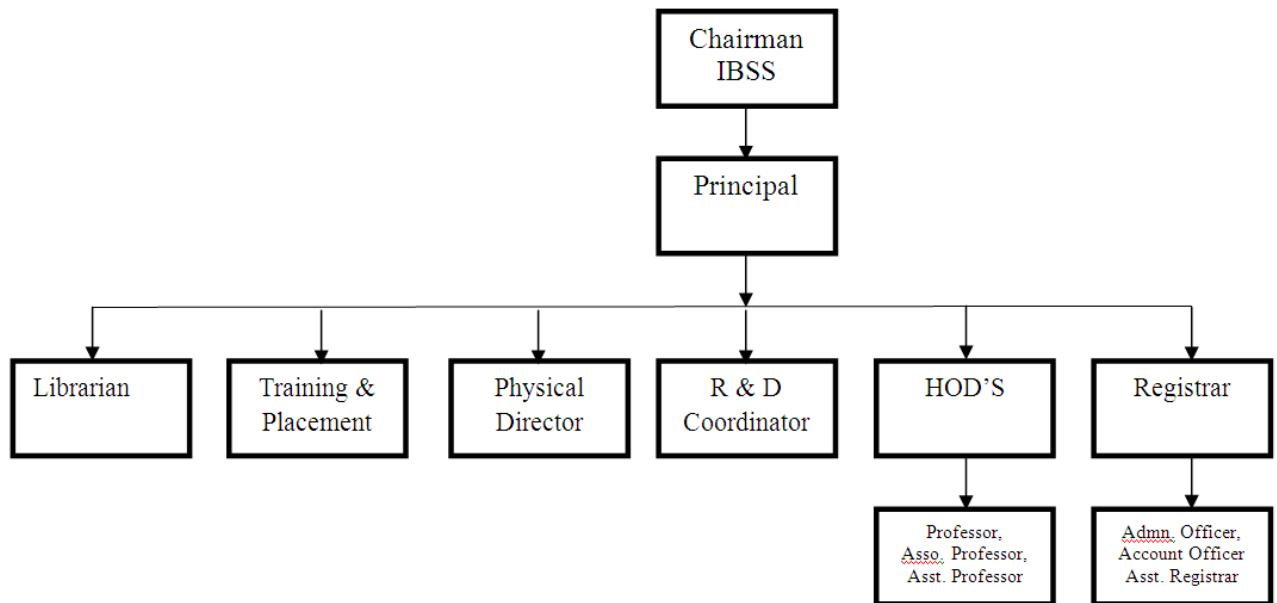 Chairman
IBSS
Principal
Librarian
Training &
Placement
Physical
Director
R & D
Coordinator
HOD’S
Registrar
Professor,
Asso. Professor,
Asst. Professor
Admn. Officer,
Account Officer
Asst. Registrar